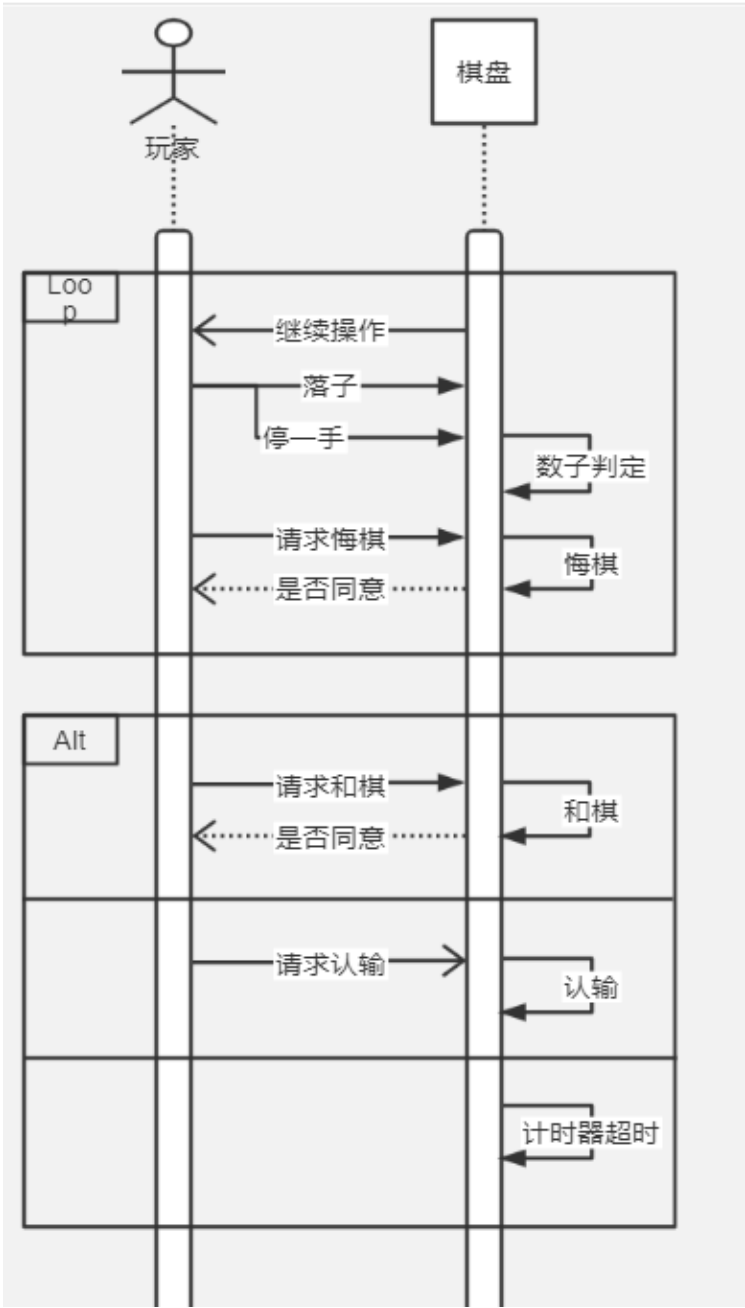 棋盘
玩家
Loo
p
继续操作
落子
停一手
数子判定
请求悔棋
悔棋
是否同意
Alt
请求和棋
和棋
是否同意
请求认输
认输
计时器超时